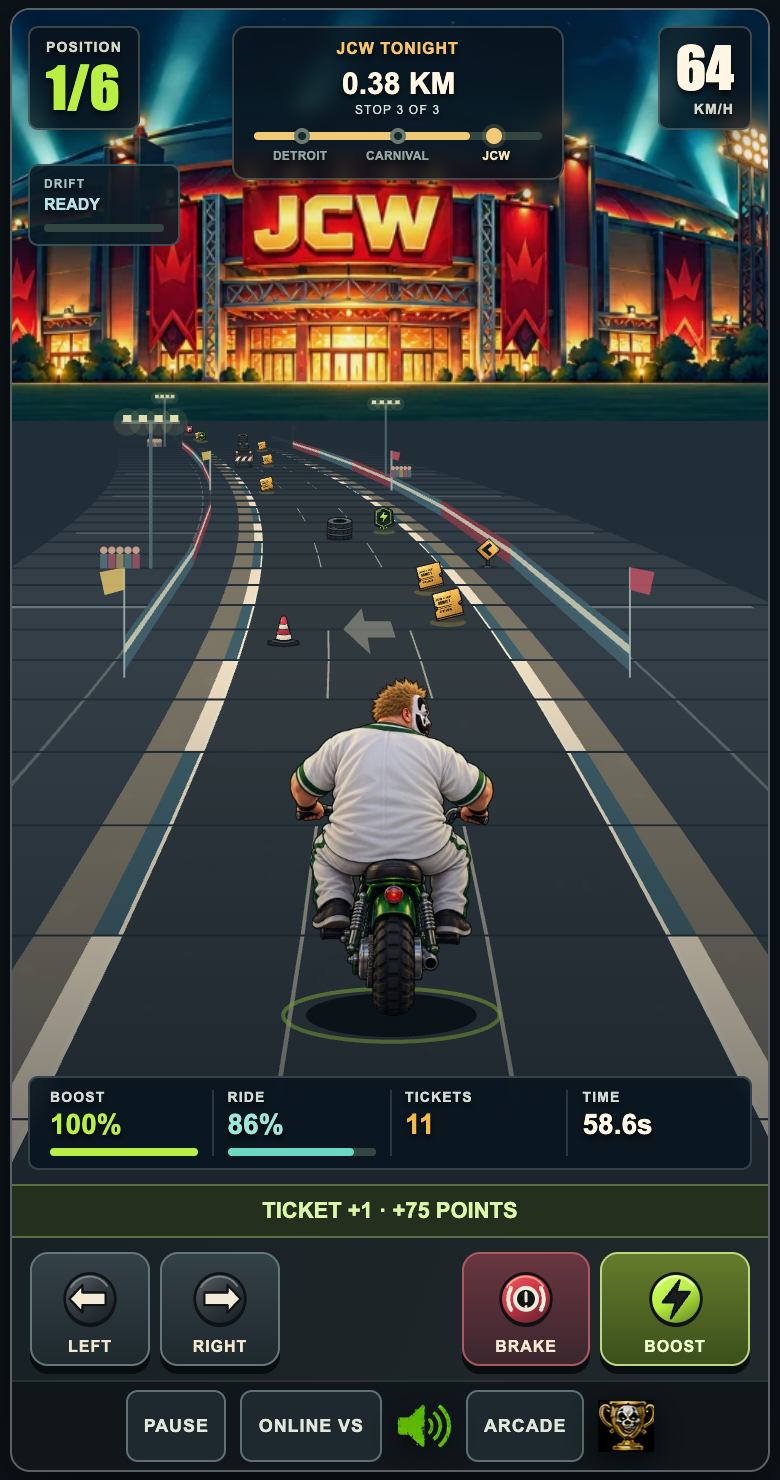 POSITION
1/6
JCW TONIGHT
0.38 KM
STOP 3 OF 3
DETROIT CARNIVAL JCW
64
KM/H
DRIFT
READY
JCW
BOOST
100%
RIDE
86%
TICKETS
11
TIME
58.6s
TICKET +1 · +75 POINTS
LEFT
RIGHT
BRAKE
BOOST
PAUSE
ONLINE VS
ARCADE